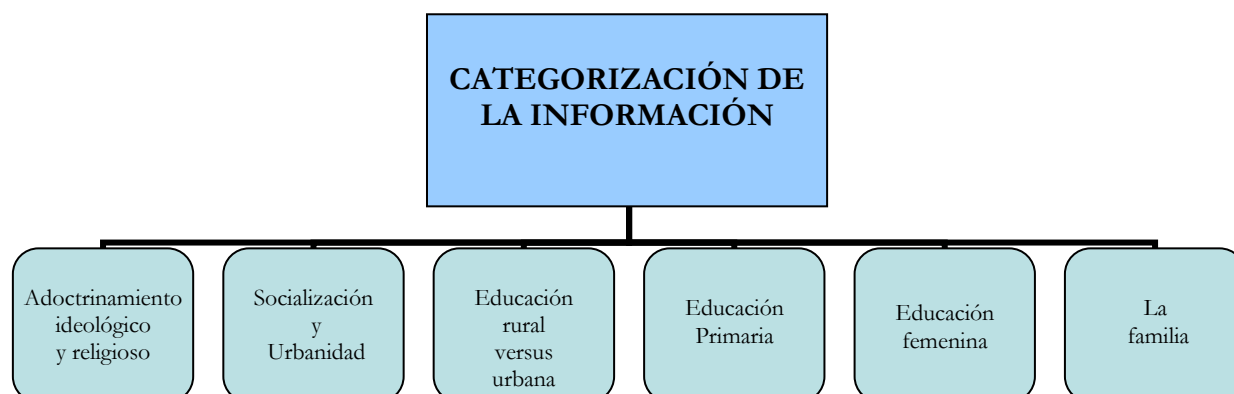 CATEGORIZACIÓN DE
LA INFORMACIÓN
Adoctrinamiento
ideológico
y religioso
Socialización
y
Urbanidad
Educación
rural
versus
urbana
Educación
Primaria
Educación
femenina
La
familia